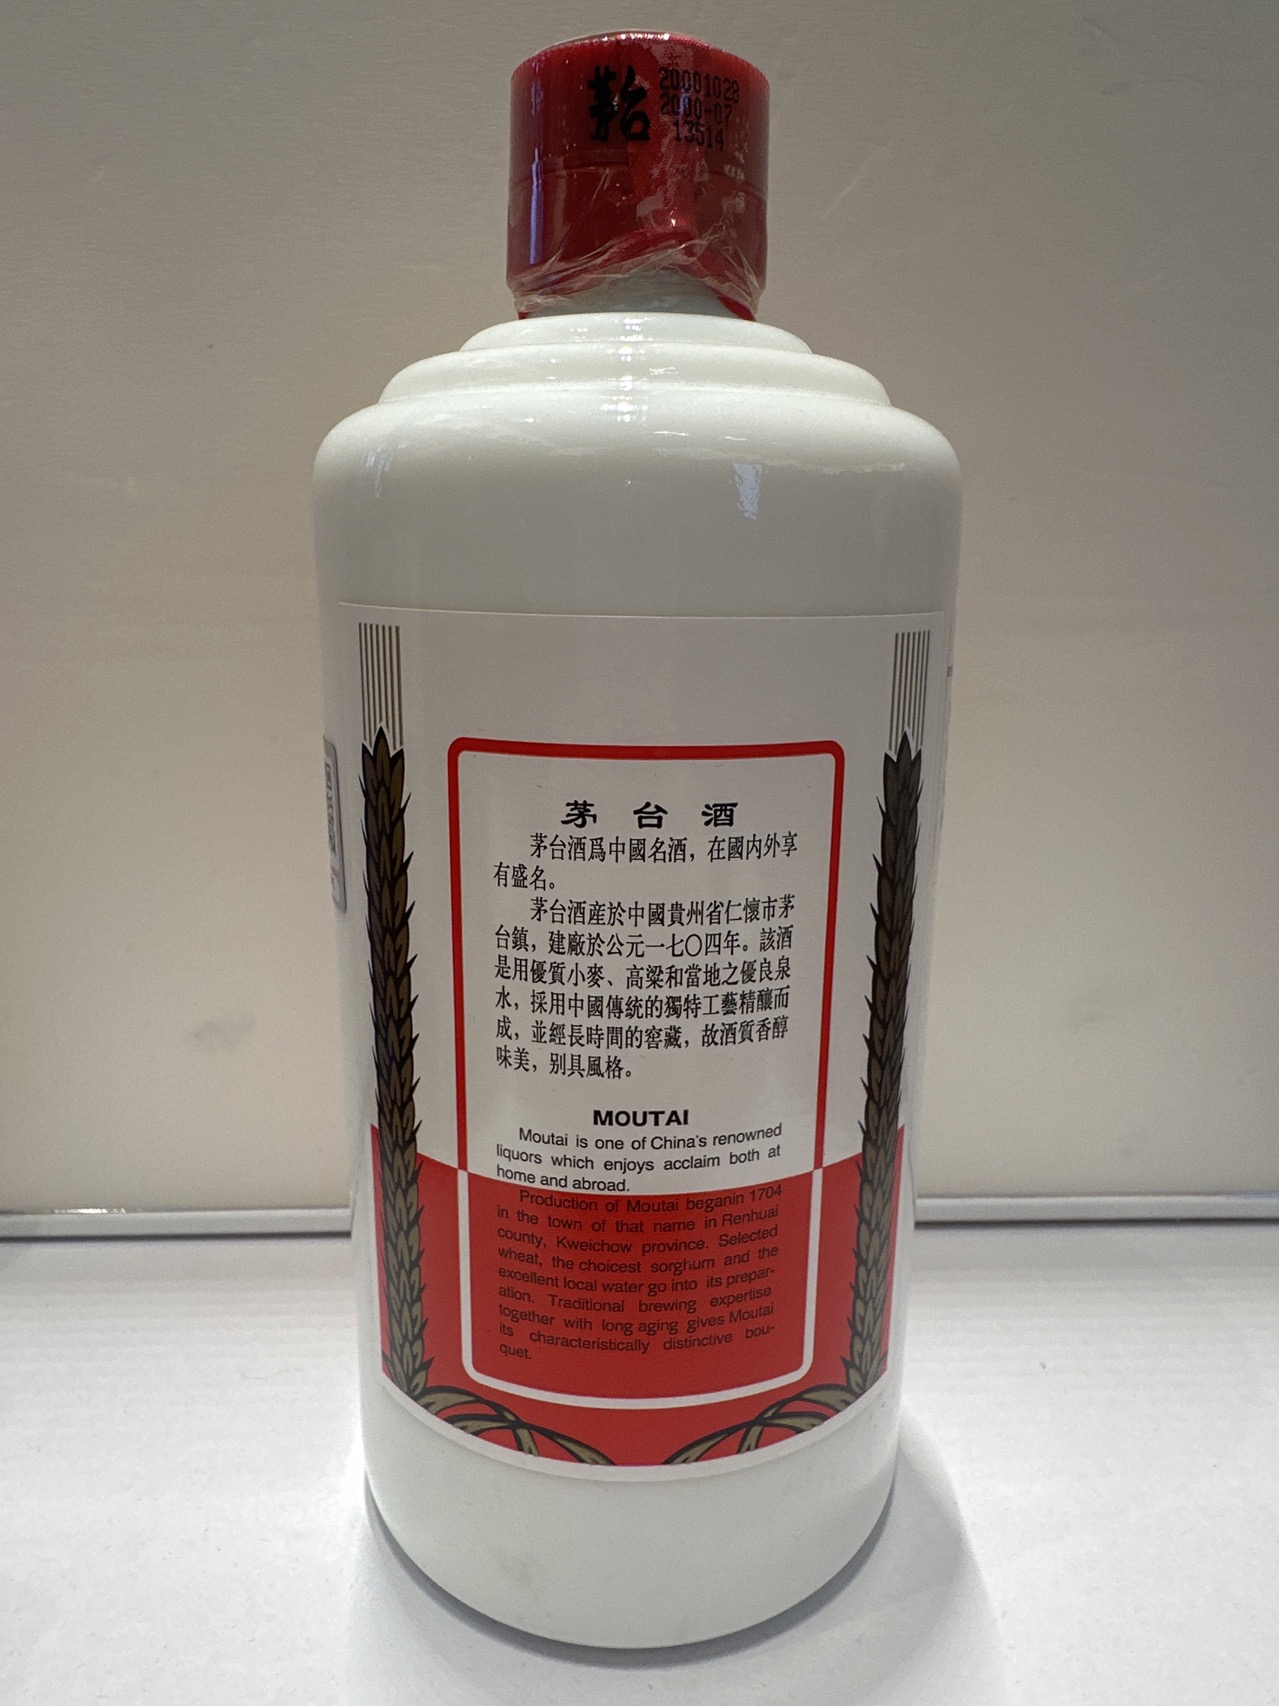 茅台
20001028
2000-07
13514
茅台酒
茅台酒爲中國名酒，在國内外享
有盛名。
茅台酒産於中國貴州省仁懷市茅
台鎮，建廠於公元一七〇四年。該酒
是用優質小麥、高粱和當地之優良泉
水，採用中國傳統的獨特工藝精釀而
成，並經長時間的窖藏，故酒質香醇
味美，别具風格。
MOUTAI
Moutai is one of China's renowned
liquors which enjoys acclaim both at
home and abroad.
Production of Moutai beganin 1704
in the town of that name in Renhuai
county, Kweichow province. Selected
wheat, the choicest sorghum and the
excellent local water go into its prepar-
ation. Traditional brewing expertise
together with long aging gives Moutai
its characteristically distinctive bou-
quet.